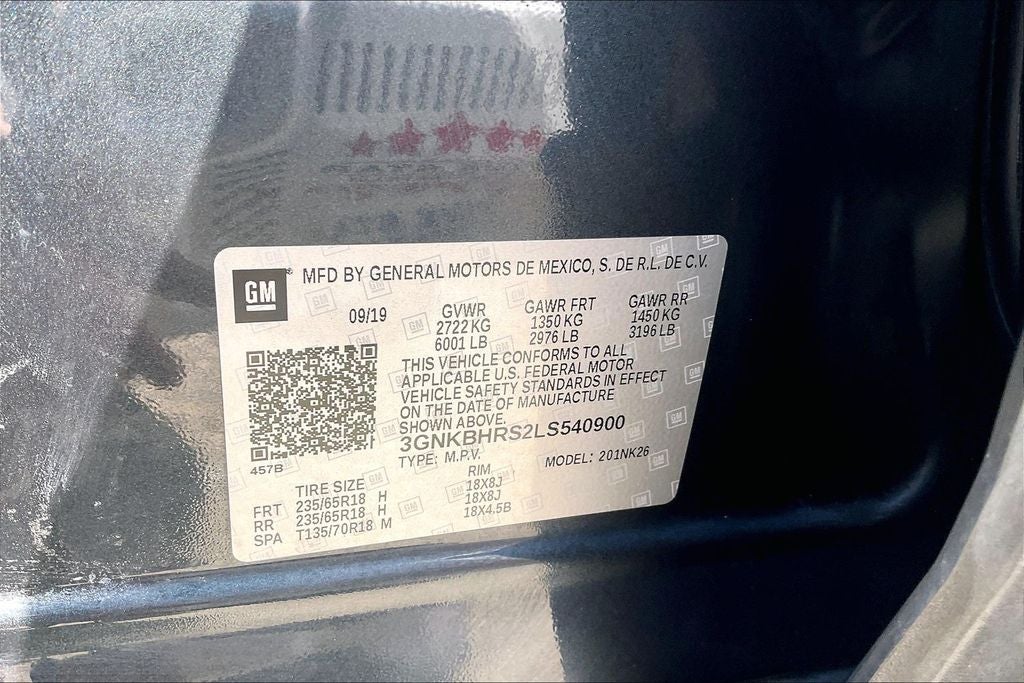 GM ® MFD BY GENERAL MOTORS DE MEXICO, S. DE R.L. DE C.V.
09/19 GVWR GAWR FRT GAWR RR
2722 KG 1350 KG 1450 KG
6001 LB 2976 LB 3196 LB
THIS VEHICLE CONFORMS TO ALL
APPLICABLE U.S. FEDERAL MOTOR
VEHICLE SAFETY STANDARDS IN EFFECT
ON THE DATE OF MANUFACTURE
SHOWN ABOVE.
3GNKBHRS2LS540900
457B TYPE: M.P.V. MODEL: 201NK26
TIRE SIZE RIM
FRT 235/65R18 H 18X8J
RR 235/65R18 H 18X8J
SPA T135/70R18 M 18X4.5B